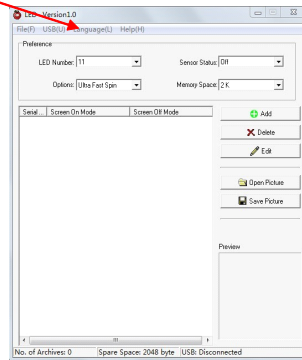 LED - Version1.0
File(F) USB(U) Language(L) Help(H)
Preference
LED Number: 11 Sensor Status: Off
Options: Ultra Fast Spin Memory Space: 2 K
Serial ... Screen On Mode Screen Off Mode
Add
Delete
Edit
Open Picture
Save Picture
Preview
No. of Archives: 0 Spare Space: 2048 byte USB: Disconnected